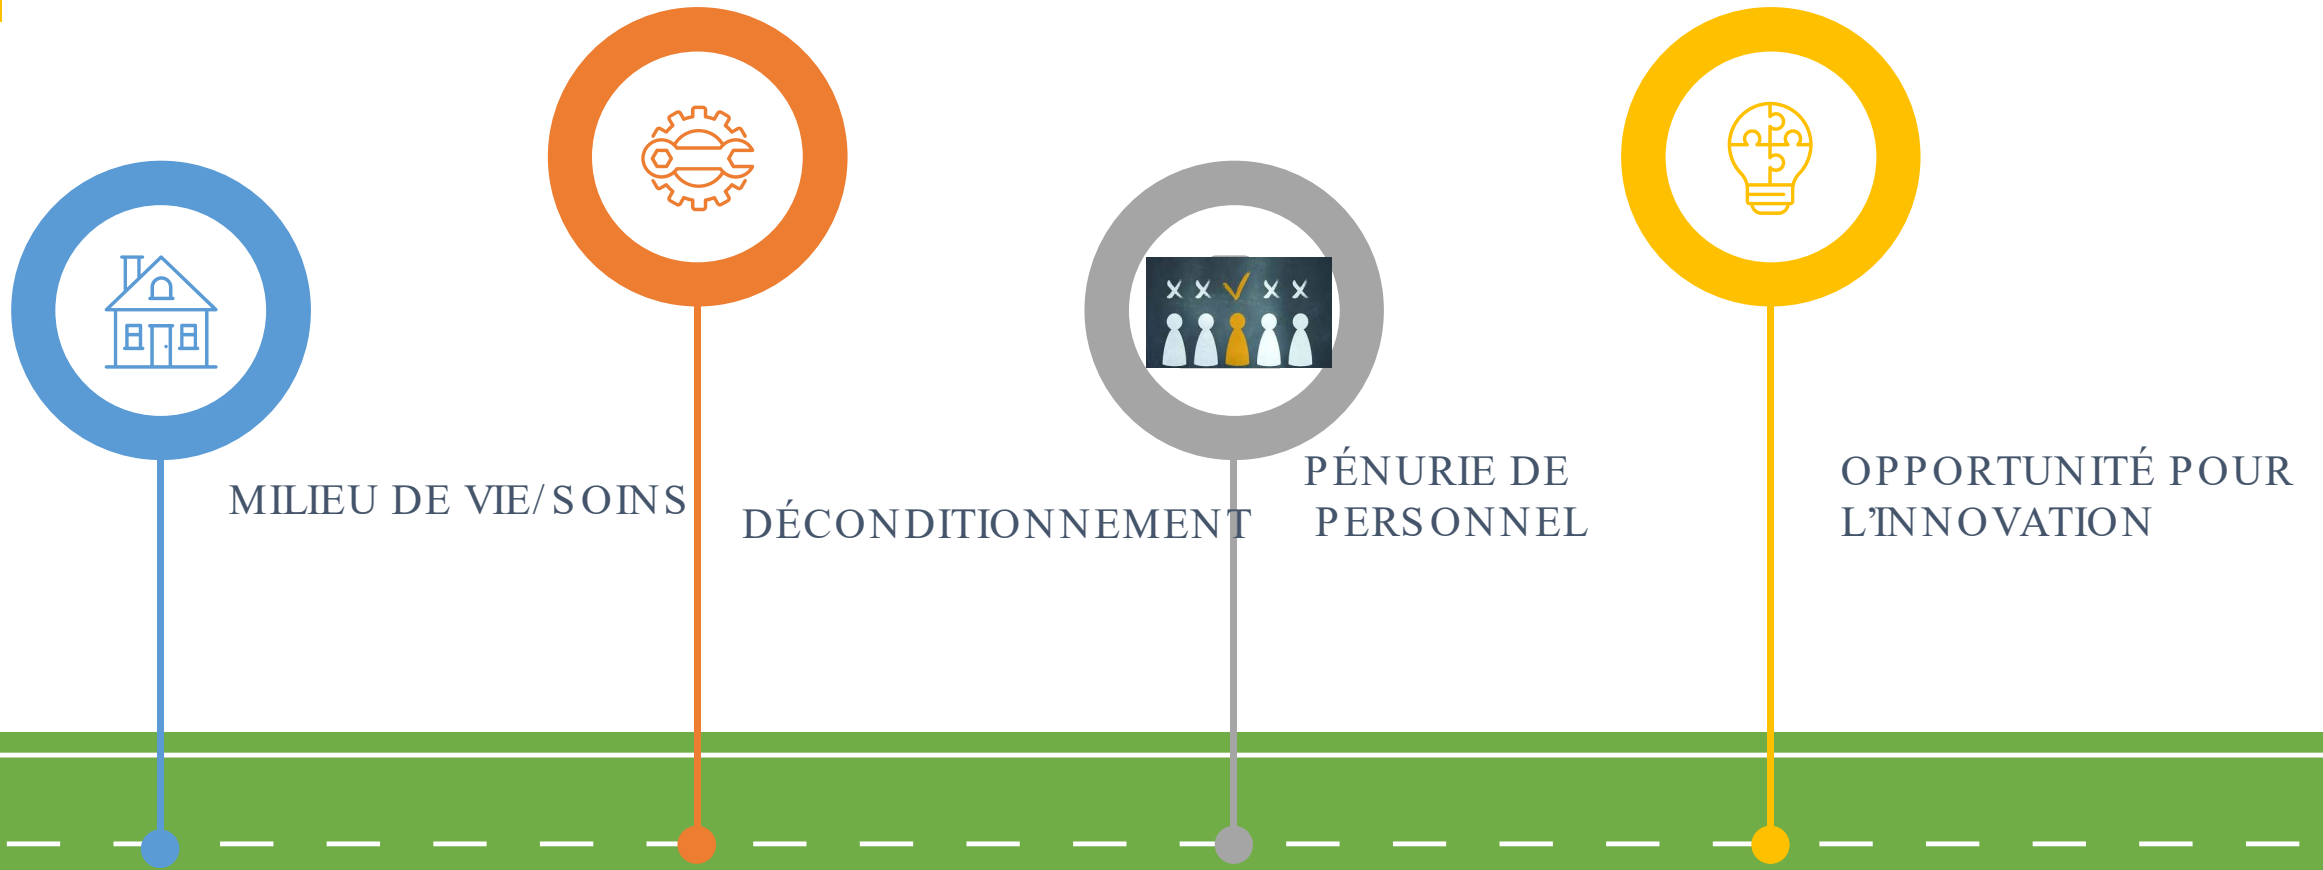 MILIEU DE VIE/SOINS
DÉCONDITIONNEMENT
PÉNURIE DE
PERSONNEL
OPPORTUNITÉ POUR
L’INNOVATION